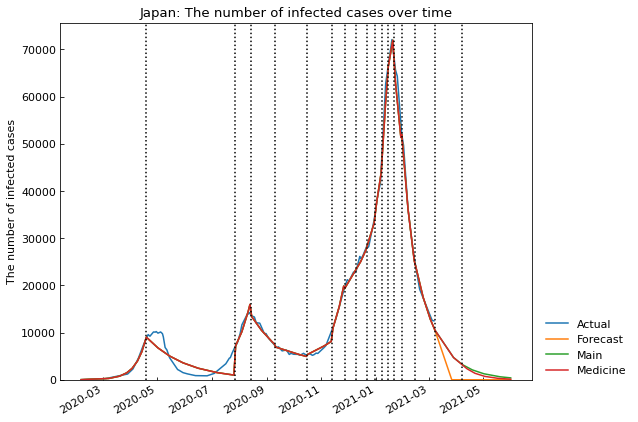 Japan: The number of infected cases over time
The number of infected cases
70000
60000
50000
40000
30000
20000
10000
0
2020-03
2020-05
2020-07
2020-09
2020-11
2021-01
2021-03
2021-05
Actual
Forecast
Main
Medicine